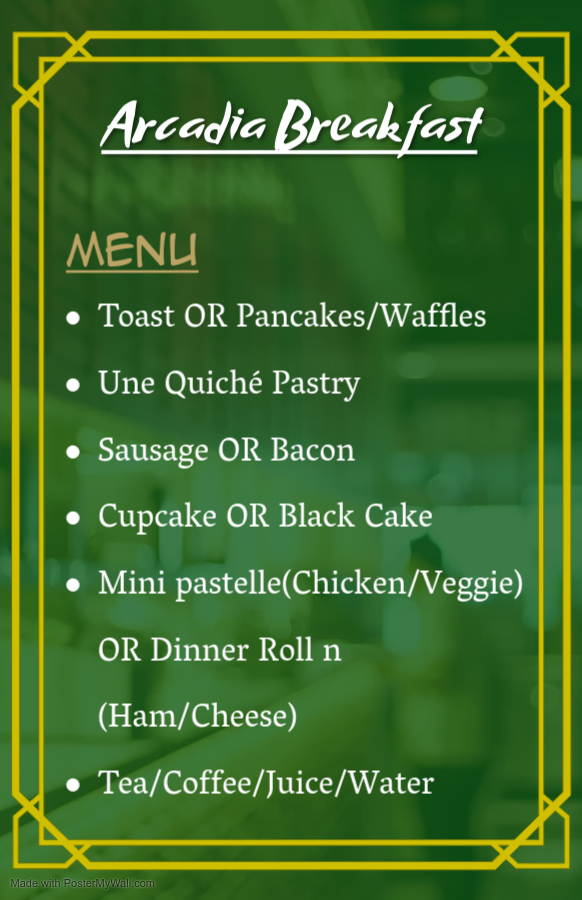 Arcadia Breakfast
MENU
Toast OR Pancakes/Waffles
Une Quiché Pastry
Sausage OR Bacon
Cupcake OR Black Cake
Mini pastelle(Chicken/Veggie)
OR Dinner Roll n
(Ham/Cheese)
Tea/Coffee/Juice/Water
Made with PosterMyWall.com